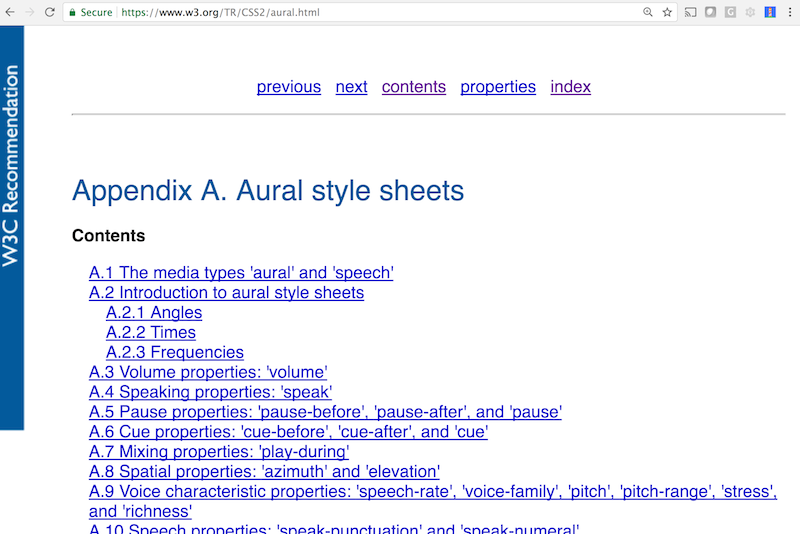 Secure https://www.w3.org/TR/CSS2/aural.html
W3C Recommendation
previous next contents properties index
Appendix A. Aural style sheets
Contents
A.1 The media types 'aural' and 'speech'
A.2 Introduction to aural style sheets
A.2.1 Angles
A.2.2 Times
A.2.3 Frequencies
A.3 Volume properties: 'volume'
A.4 Speaking properties: 'speak'
A.5 Pause properties: 'pause-before', 'pause-after', and 'pause'
A.6 Cue properties: 'cue-before', 'cue-after', and 'cue'
A.7 Mixing properties: 'play-during'
A.8 Spatial properties: 'azimuth' and 'elevation'
A.9 Voice characteristic properties: 'speech-rate', 'voice-family', 'pitch', 'pitch-range', 'stress',
and 'richness'
A.10 Speech properties: 'speak-punctuation' and 'speak-numeral'